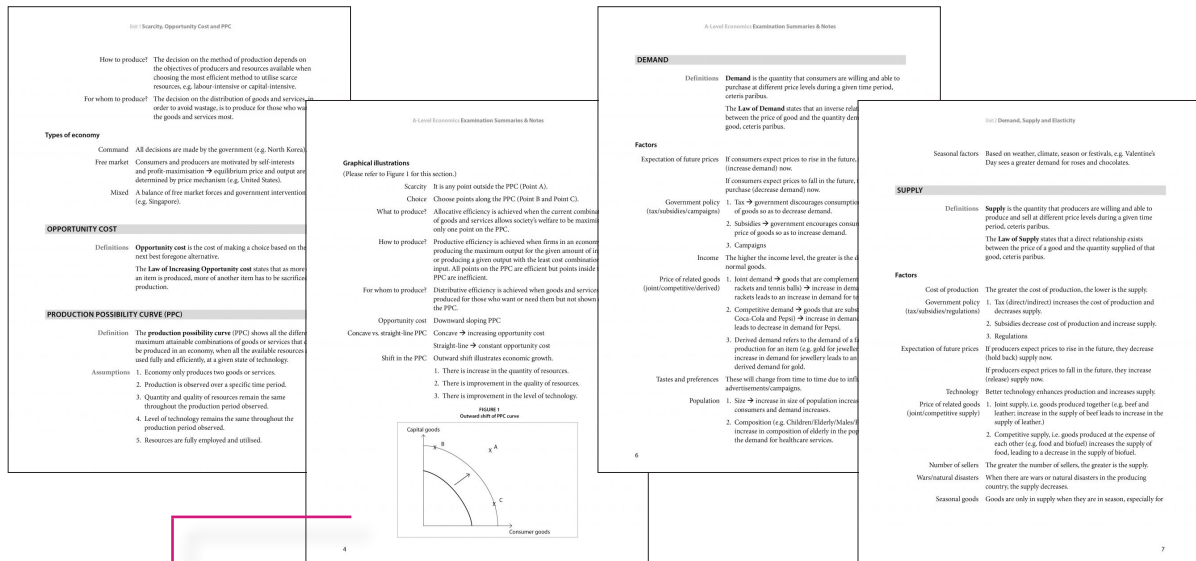 Unit 1 Scarcity, Opportunity Cost and PPC
How to produce? The decision on the method of production depends on
the objectives of producers and resources available when
choosing the most efficient method to utilise scarce
resources, e.g. labour-intensive or capital-intensive.
For whom to produce? The decision on the distribution of goods and services, in
order to avoid wastage, is to produce for those who wa
the goods and services most.
Types of economy
Command All decisions are made by the government (e.g. North Korea).
Free market Consumers and producers are motivated by self-interests
and profit-maximisation → equilibrium price and output are
determined by price mechanism (e.g. United States).
Mixed A balance of free market forces and government intervention
(e.g. Singapore).
OPPORTUNITY COST
Definitions Opportunity cost is the cost of making a choice based on the
next best foregone alternative.
The Law of Increasing Opportunity cost states that as more
an item is produced, more of another item has to be sacrificed
production.
PRODUCTION POSSIBILITY CURVE (PPC)
Definition The production possibility curve (PPC) shows all the differe
maximum attainable combinations of goods or services that c
be produced in an economy, when all the available resources
used fully and efficiently, at a given state of technology.
Assumptions 1. Economy only produces two goods or services.
2. Production is observed over a specific time period.
3. Quantity and quality of resources remain the same
throughout the production period observed.
4. Level of technology remains the same throughout the
production period observed.
5. Resources are fully employed and utilised.
A-Level Economics Examination Summaries & Notes
Graphical illustrations
(Please refer to Figure 1 for this section.)
Scarcity It is any point outside the PPC (Point A).
Choice Choose points along the PPC (Point B and Point C).
What to produce? Allocative efficiency is achieved when the current combina
of goods and services allows society's welfare to be maximis
only one point on the PPC.
How to produce? Productive efficiency is achieved when firms in an econom
producing the maximum output for the given amount of in
or producing a given output with the least cost combination
input. All points on the PPC are efficient but points inside t
PPC are inefficient.
For whom to produce? Distributive efficiency is achieved when goods and services
produced for those who want or need them but not shown
the PPC.
Opportunity cost Downward sloping PPC
Concave vs. straight-line PPC Concave → increasing opportunity cost
Straight-line → constant opportunity cost
Shift in the PPC Outward shift illustrates economic growth.
1. There is increase in the quantity of resources.
2. There is improvement in the quality of resources.
3. There is improvement in the level of technology.
FIGURE 1
Outward shift of PPC curve
Capital goods
B
X
A
X
C
X
Consumer goods
4
A-Level Economics Examination Summaries & Notes
DEMAND
Definitions Demand is the quantity that consumers are willing and able to
purchase at different price levels during a given time period,
ceteris paribus.
The Law of Demand states that an inverse relat
between the price of a good and the quantity dem
good, ceteris paribus.
Factors
Expectation of future prices If consumers expect prices to rise in the future,
(increase demand) now.
If consumers expect prices to fall in the future, t
purchase (decrease demand) now.
Government policy 1. Tax → government discourages consumption
(tax/subsidies/campaigns) of goods so as to decrease demand.
2. Subsidies → government encourages consum
price of goods so as to increase demand.
3. Campaigns
Income The higher the income level, the greater is the d
normal goods.
Price of related goods 1. Joint demand → goods that are complement
(joint/competitive/derived) rackets and tennis balls) → increase in dema
rackets leads to an increase in demand for te
2. Competitive demand → goods that are subs
Coca-Cola and Pepsi) → increase in deman
leads to decrease in demand for Pepsi.
3. Derived demand refers to the demand of a fa
production for an item (e.g. gold for jeweller
increase in demand for jewellery leads to an
derived demand for gold.
Tastes and preferences These will change from time to time due to infl
advertisements/campaigns.
Population 1. Size → increase in size of population increas
consumers and demand increases.
2. Composition (e.g. Children/Elderly/Males/F
increase in composition of elderly in the pop
the demand for healthcare services.
6
Unit 2 Demand, Supply and Elasticity
Seasonal factors Based on weather, climate, season or festivals, e.g. Valentine's
Day sees a greater demand for roses and chocolates.
SUPPLY
Definitions Supply is the quantity that producers are willing and able to
produce and sell at different price levels during a given time
period, ceteris paribus.
The Law of Supply states that a direct relationship exists
between the price of a good and the quantity supplied of that
good, ceteris paribus.
Factors
Cost of production The greater the cost of production, the lower is the supply.
Government policy 1. Tax (direct/indirect) increases the cost of production and
(tax/subsidies/regulations) decreases supply.
2. Subsidies decrease cost of production and increase supply.
3. Regulations
Expectation of future prices If producers expect prices to rise in the future, they decrease
(hold back) supply now.
If producers expect prices to fall in the future, they increase
(release) supply now.
Technology Better technology enhances production and increases supply.
Price of related goods 1. Joint supply, i.e. goods produced together (e.g. beef and
(joint/competitive supply) leather; increase in the supply of beef leads to increase in the
supply of leather.)
2. Competitive supply, i.e. goods produced at the expense of
each other (e.g. food and biofuel) increases the supply of
food, leading to a decrease in the supply of biofuel.
Number of sellers The greater the number of sellers, the greater is the supply.
Wars/natural disasters When there are wars or natural disasters in the producing
country, the supply decreases.
Seasonal goods Goods are only in supply when they are in season, especially for
7